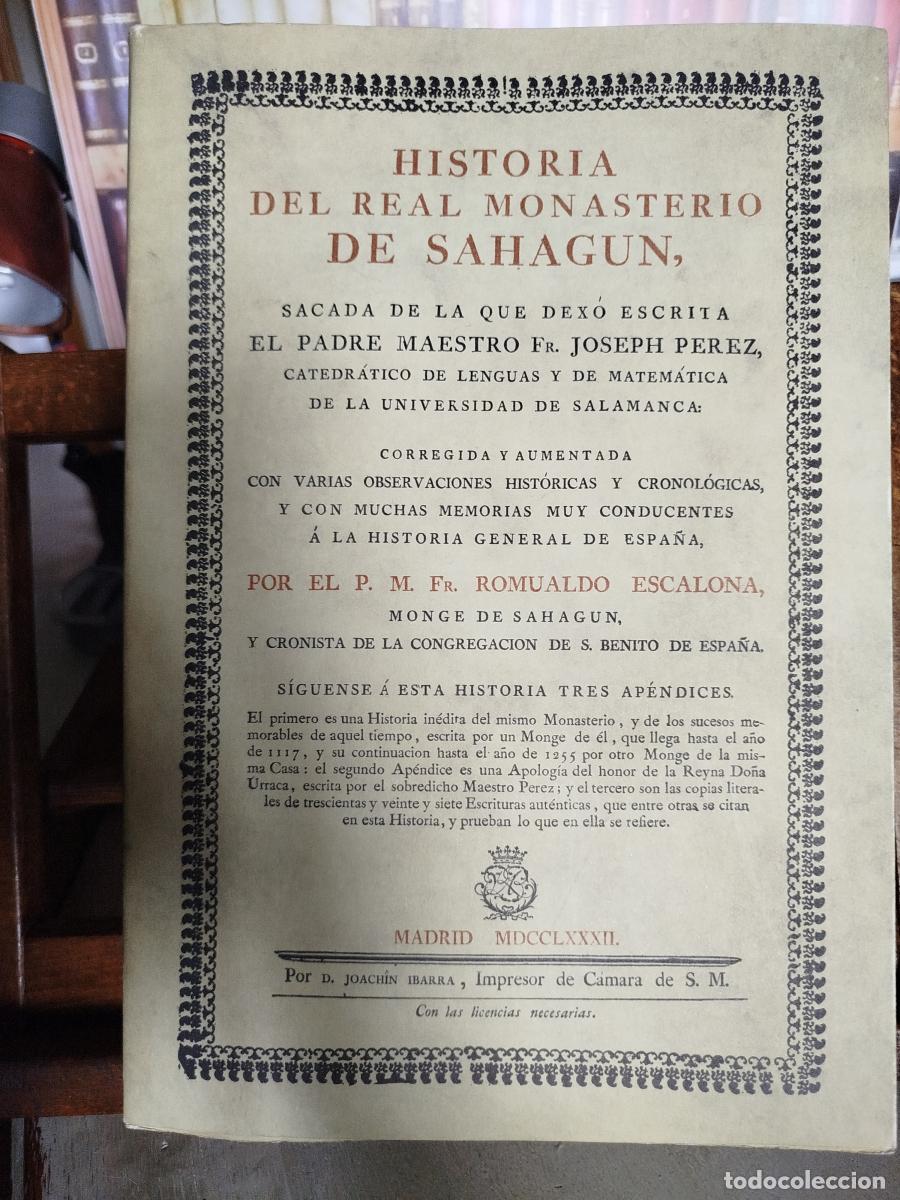 HISTORIA
DEL REAL MONASTERIO
DE SAHAGUN,
SACADA DE LA QUE DEXÓ ESCRITA
EL PADRE MAESTRO FR. JOSEPH PEREZ,
CATEDRÁTICO DE LENGUAS Y DE MATEMÁTICA
DE LA UNIVERSIDAD DE SALAMANCA:
CORREGIDA Y AUMENTADA
CON VARIAS OBSERVACIONES HISTÓRICAS Y CRONOLÓGICAS,
Y CON MUCHAS MEMORIAS MUY CONDUCENTES
Á LA HISTORIA GENERAL DE ESPAÑA,
POR EL P. M. FR. ROMUALDO ESCALONA,
MONGE DE SAHAGUN,
Y CRONISTA DE LA CONGREGACION DE S. BENITO DE ESPAÑA.
SÍGUENSE Á ESTA HISTORIA TRES APÉNDICES.
El primero es una Historia inédita del mismo Monasterio, y de los sucesos me-
morables de aquel tiempo, escrita por un Monge de él, que llega hasta el año
de 1117, y su continuacion hasta el año de 1255 por otro Monge de la mis-
ma Casa: el segundo Apéndice es una Apología del honor de la Reyna Doña
Urraca, escrita por el sobredicho Maestro Perez; y el tercero son las copias litera-
les de trescientas y veinte y siete Escrituras auténticas, que entre otras se citan
en esta Historia, y prueban lo que en ella se refiere.
MADRID MDCCLXXXII.
Por D. JOACHÎN IBARRA, Impresor de Cámara de S. M.
Con las licencias necesarias.
todocoleccion